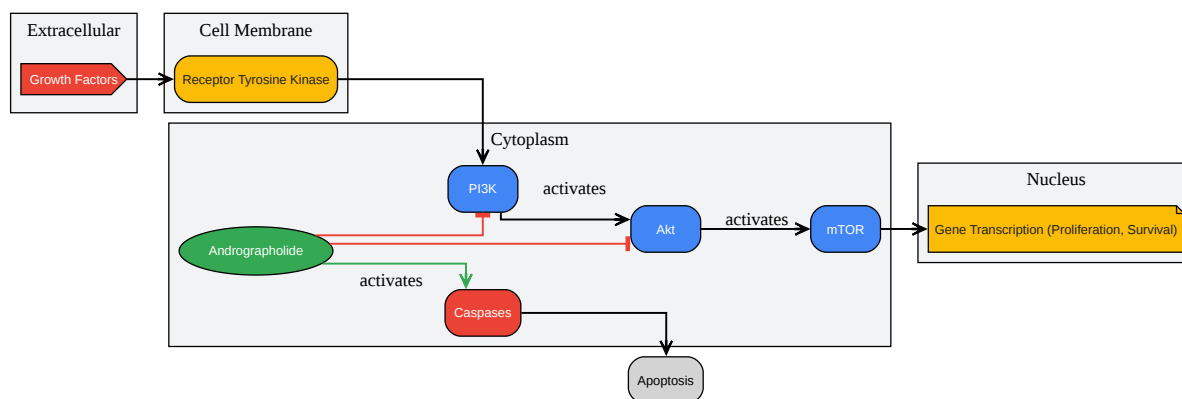 Extracellular
Cell Membrane
Growth Factors
Receptor Tyrosine Kinase
Cytoplasm
PI3K
activates
Nucleus
Akt
activates
mTOR
Gene Transcription (Proliferation, Survival)
Andrographolide
activates
Caspases
Apoptosis